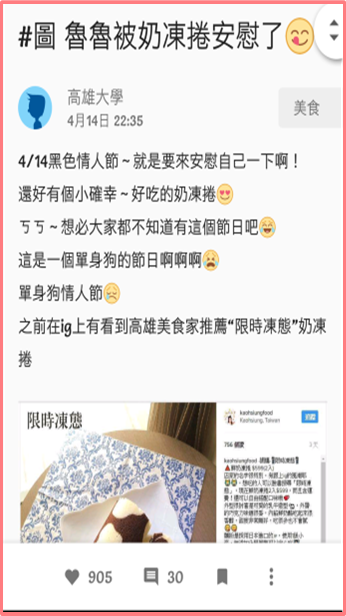 #圖 魯魯被奶凍捲安慰了😋
高雄大學
美食
4月14日 22:35
4/14黑色情人節～就是要來安慰自己一下啊！
還好有個小確幸～好吃的奶凍捲😍
ㄎㄎ～想必大家都不知道有這個節日吧😂
這是一個單身狗的節日啊啊啊😭
單身狗情人節😢
之前在ig上有看到高雄美食家推薦“限時凍態”奶凍
捲
限時凍態
kaohsiungfood
Kaohsiung, Taiwan
905
30